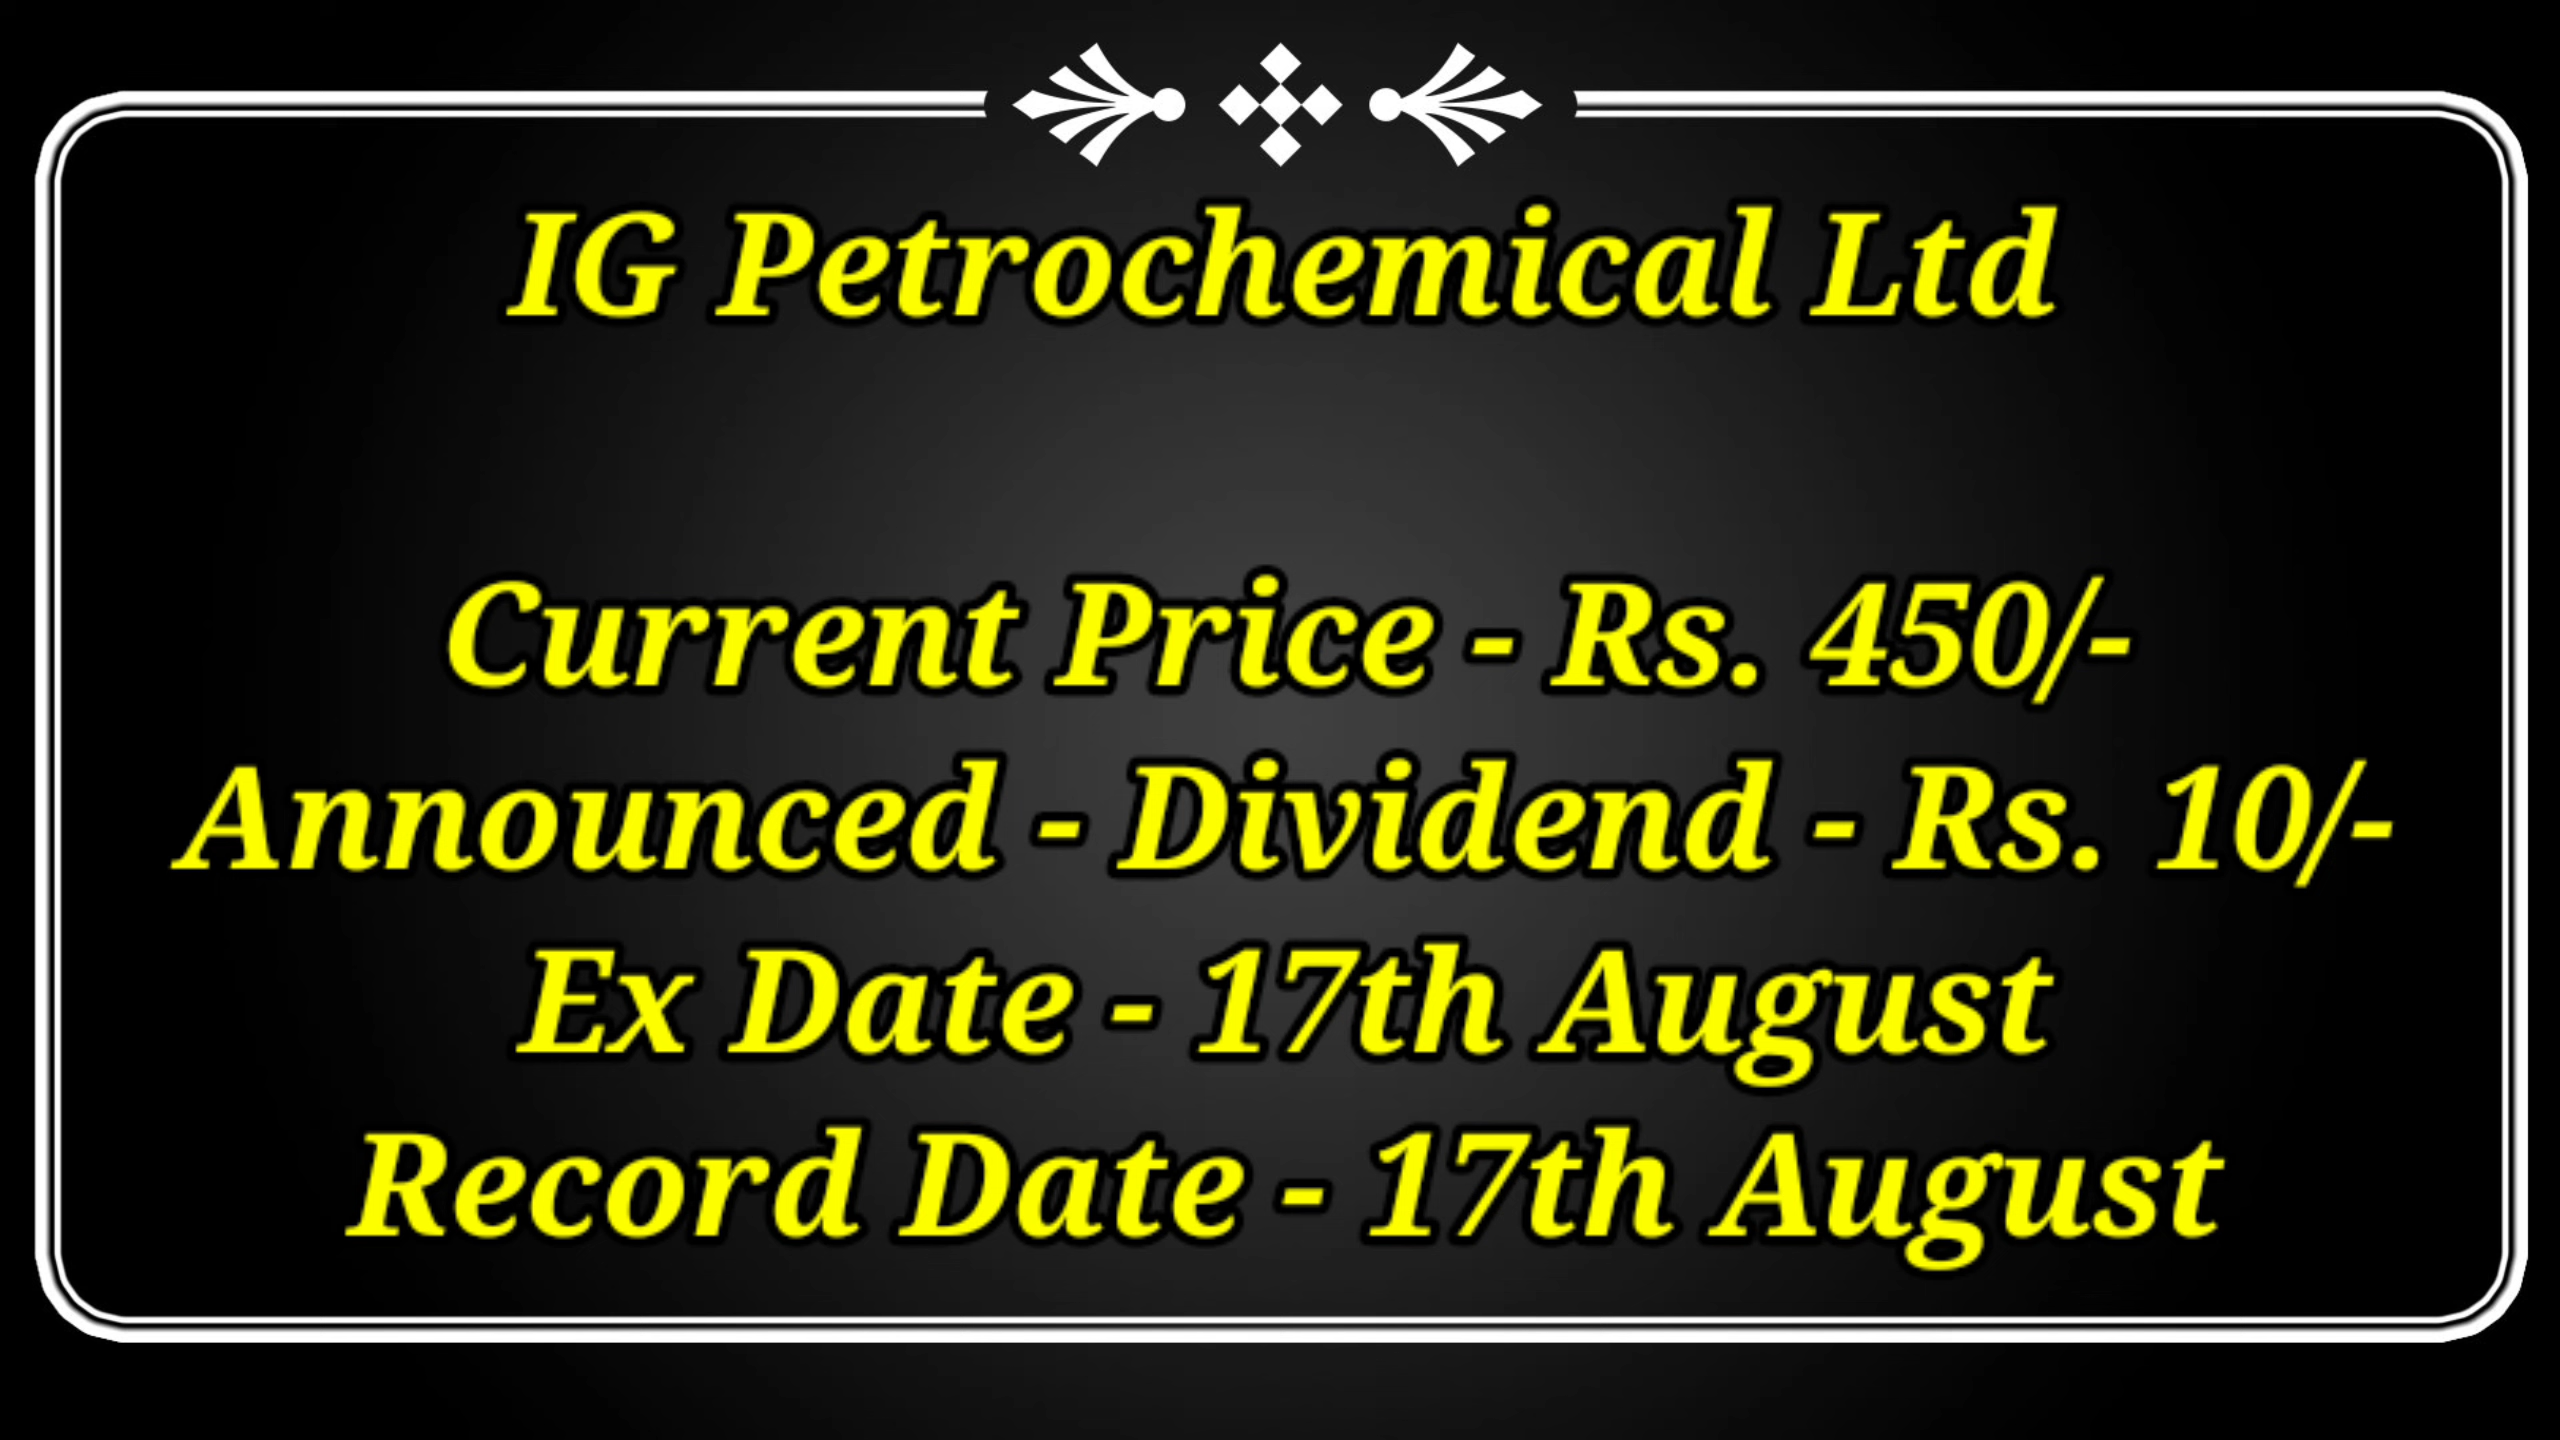 IG Petrochemical Ltd
Current Price - Rs. 450/-
Announced - Dividend - Rs. 10/-
Ex Date - 17th August
Record Date - 17th August